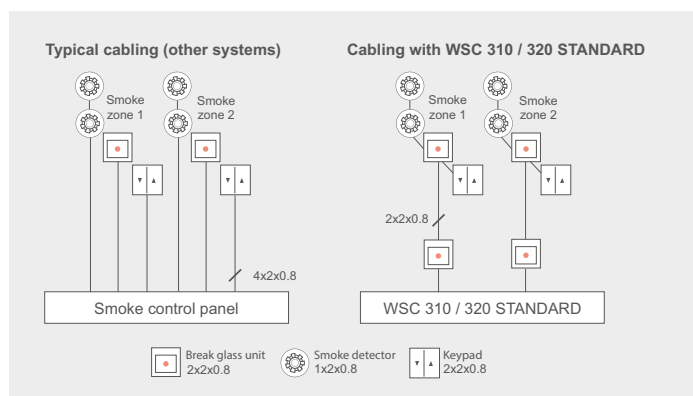 Typical cabling (other systems)
Smoke
zone 1
Smoke
zone 2
4x2x0.8
Smoke control panel
Cabling with WSC 310 / 320 STANDARD
Smoke
zone 1
Smoke
zone 2
2x2x0.8
WSC 310 / 320 STANDARD
Break glass unit
2x2x0.8
Smoke detector
1x2x0.8
Keypad
2x2x0.8